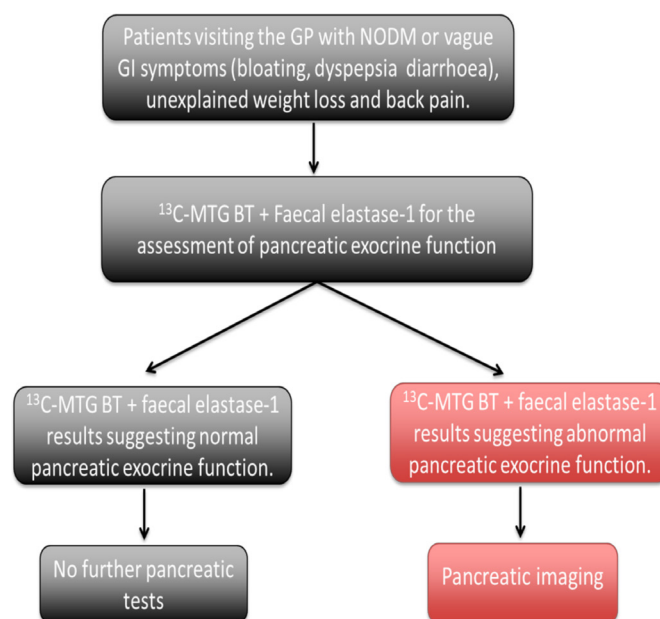 Patients visiting the GP with NODM or vague
GI symptoms (bloating, dyspepsia diarrhoea),
unexplained weight loss and back pain.
¹³C-MTG BT + Faecal elastase-1 for the
assessment of pancreatic exocrine function
¹³C-MTG BT + faecal elastase-1
results suggesting normal
pancreatic exocrine function.
¹³C-MTG BT + faecal elastase-1
results suggesting abnormal
pancreatic exocrine function.
No further pancreatic
tests
Pancreatic imaging